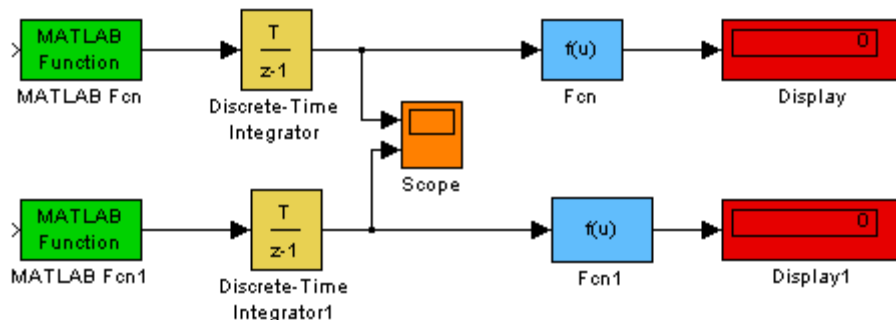 MATLAB
Function
MATLAB Fcn
T
z-1
Discrete-Time
Integrator
f(u)
Fcn
0
Display
Scope
MATLAB
Function
MATLAB Fcn1
T
z-1
Discrete-Time
Integrator1
f(u)
Fcn1
0
Display1